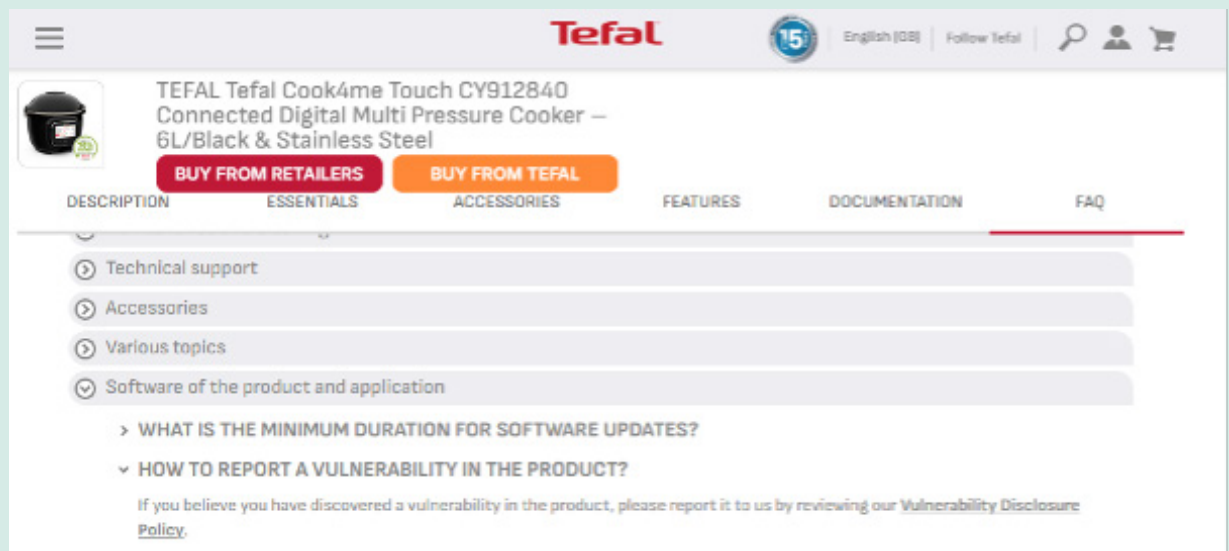 Tefal
15
English (GB)
Follow Tefal
TEFAL Tefal Cook4me Touch CY912840
Connected Digital Multi Pressure Cooker –
6L/Black & Stainless Steel
BUY FROM RETAILERS
BUY FROM TEFAL
DESCRIPTION
ESSENTIALS
ACCESSORIES
FEATURES
DOCUMENTATION
FAQ
Technical support
Accessories
Various topics
Software of the product and application
WHAT IS THE MINIMUM DURATION FOR SOFTWARE UPDATES?
HOW TO REPORT A VULNERABILITY IN THE PRODUCT?
If you believe you have discovered a vulnerability in the product, please report it to us by reviewing our Vulnerability Disclosure
Policy.